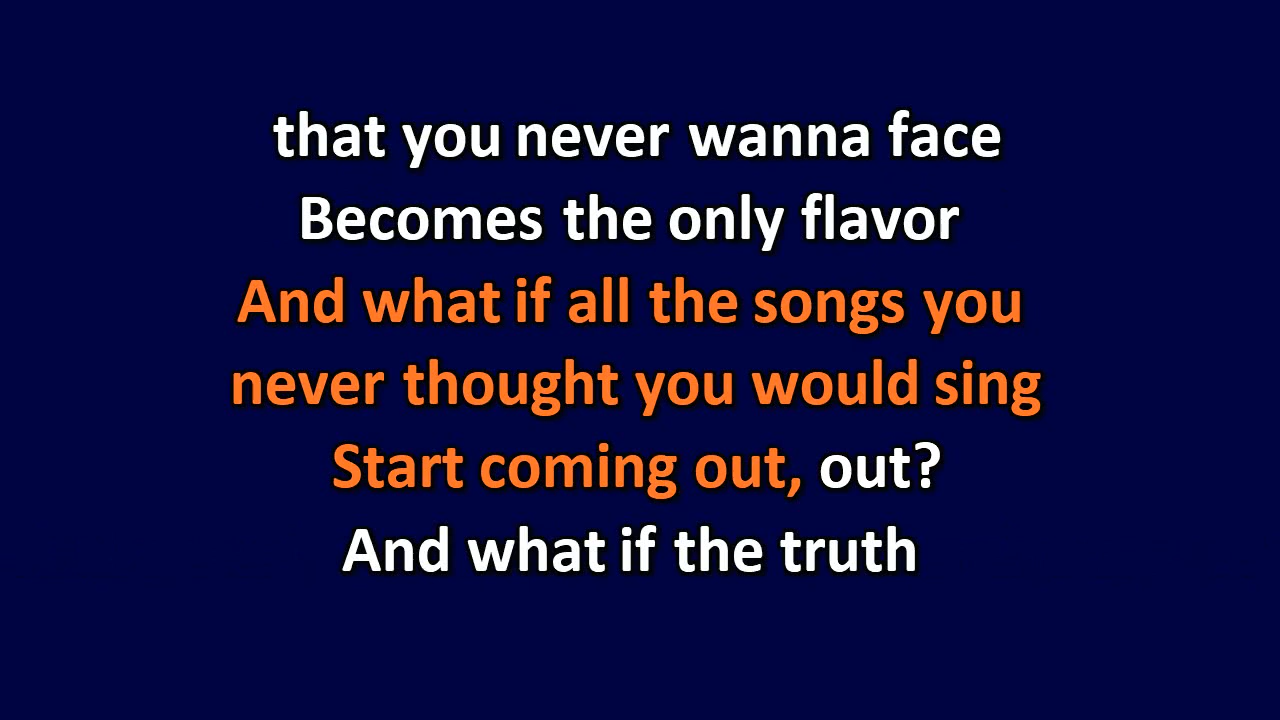 that you never wanna face
Becomes the only flavor
And what if all the songs you
never thought you would sing
Start coming out, out?
And what if the truth